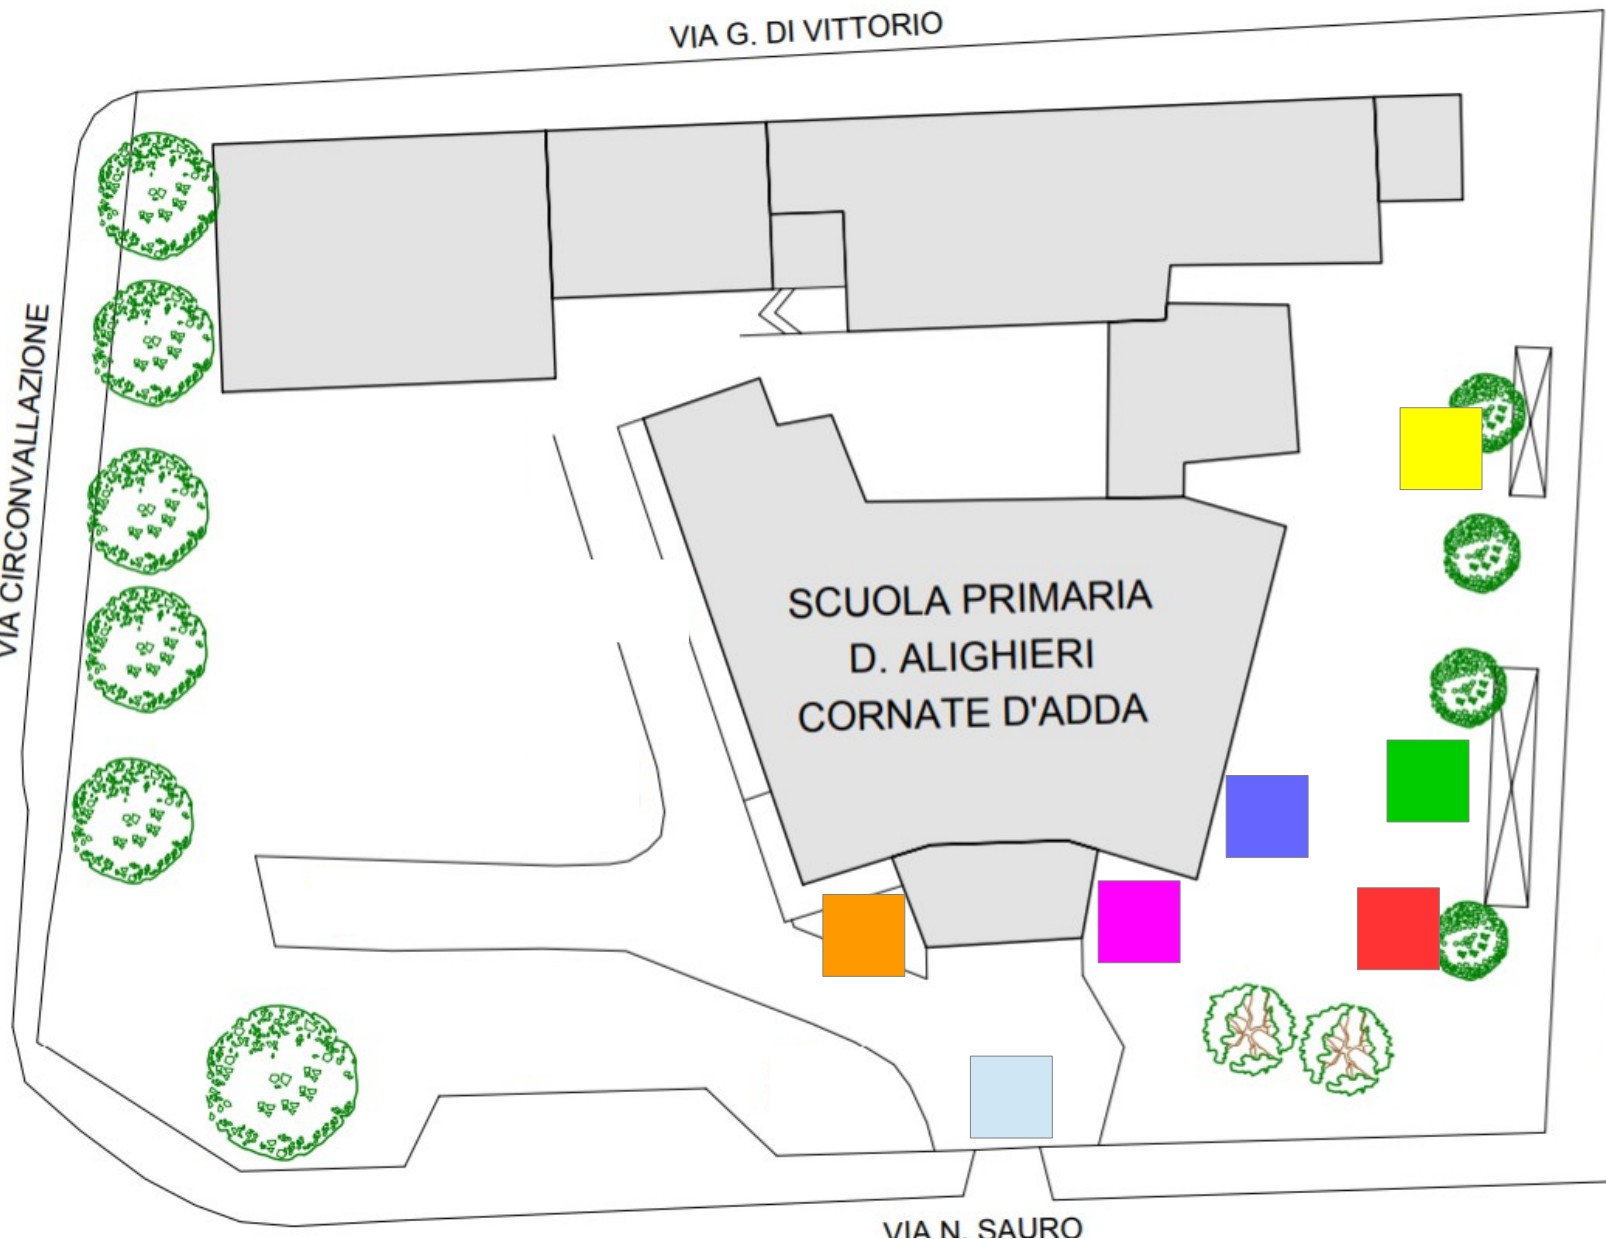 VIA G. DI VITTORIO
VIA CIRCONVALLAZIONE
SCUOLA PRIMARIA
D. ALIGHIERI
CORNATE D'ADDA
VIA N. SAURO